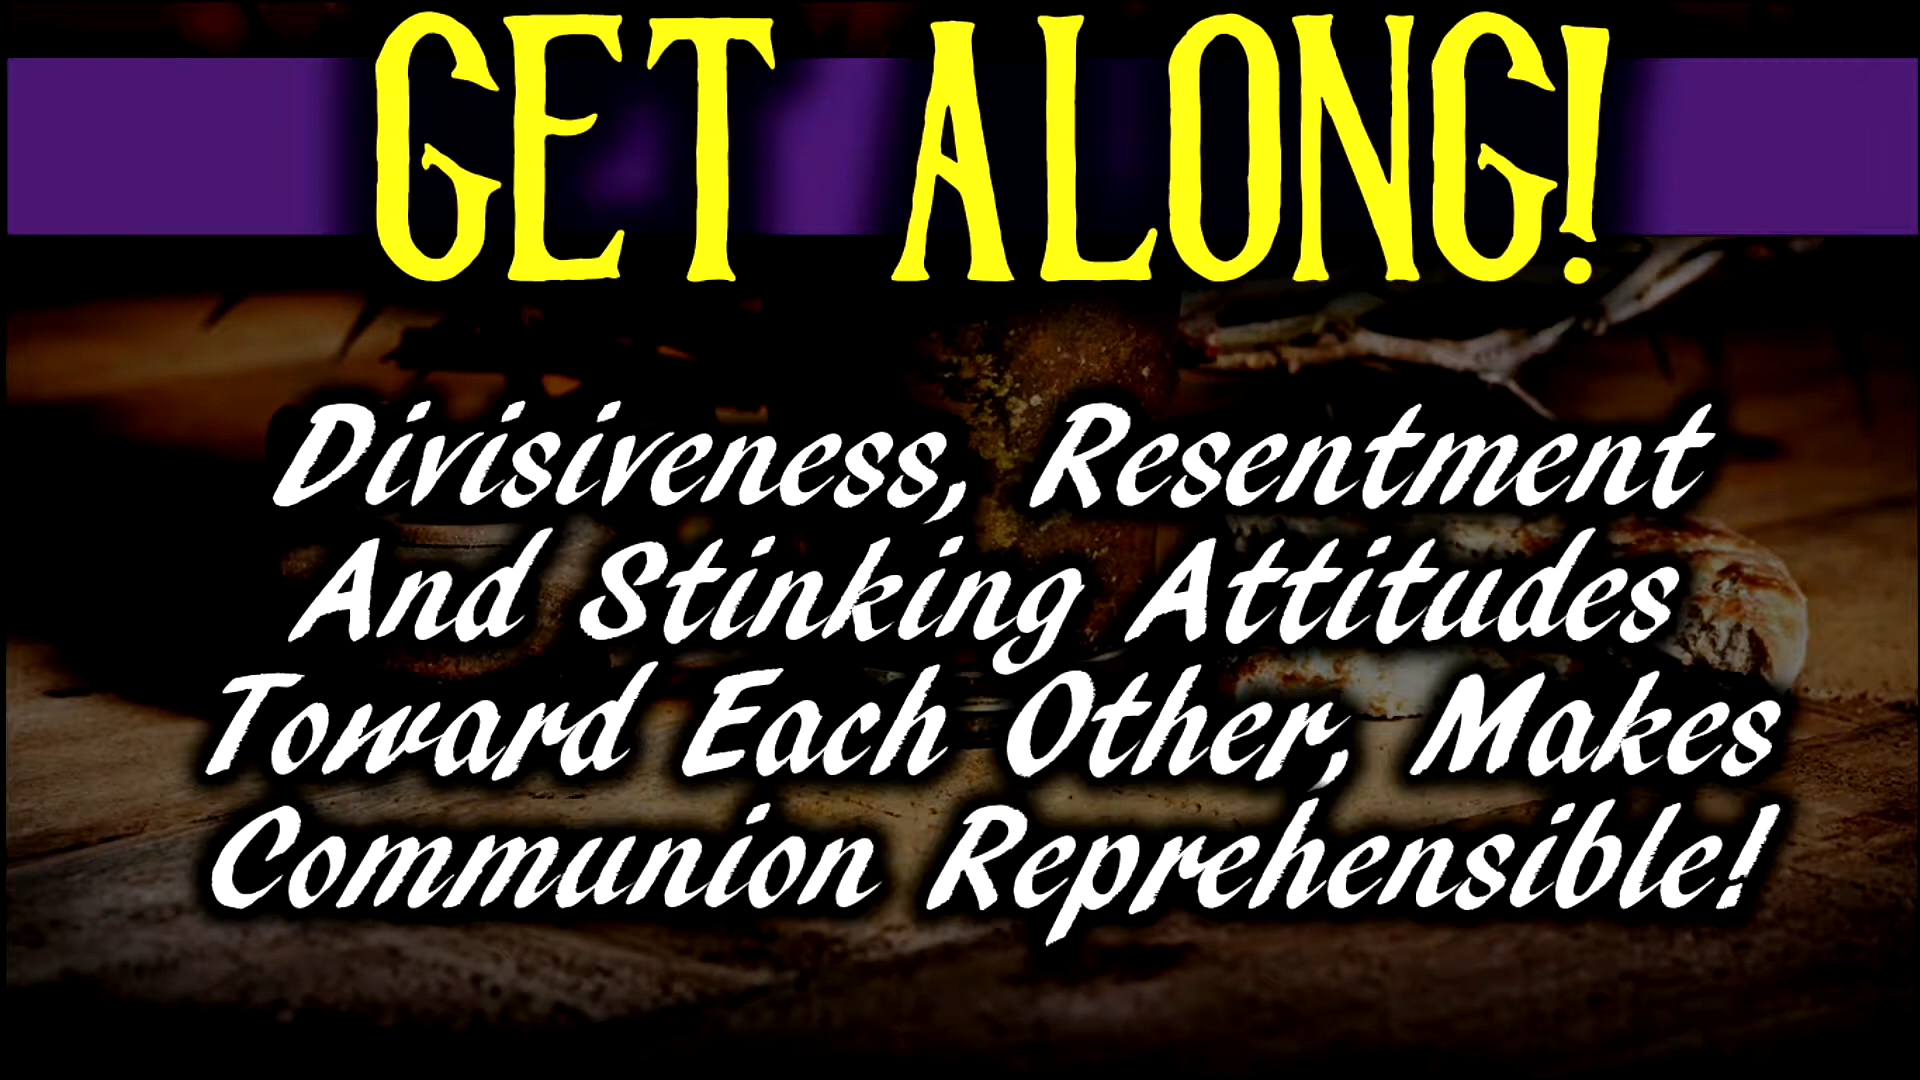 GET ALONG!
Divisiveness, Resentment
And Stinking Attitudes
Toward Each Other, Makes
Communion Reprehensible!